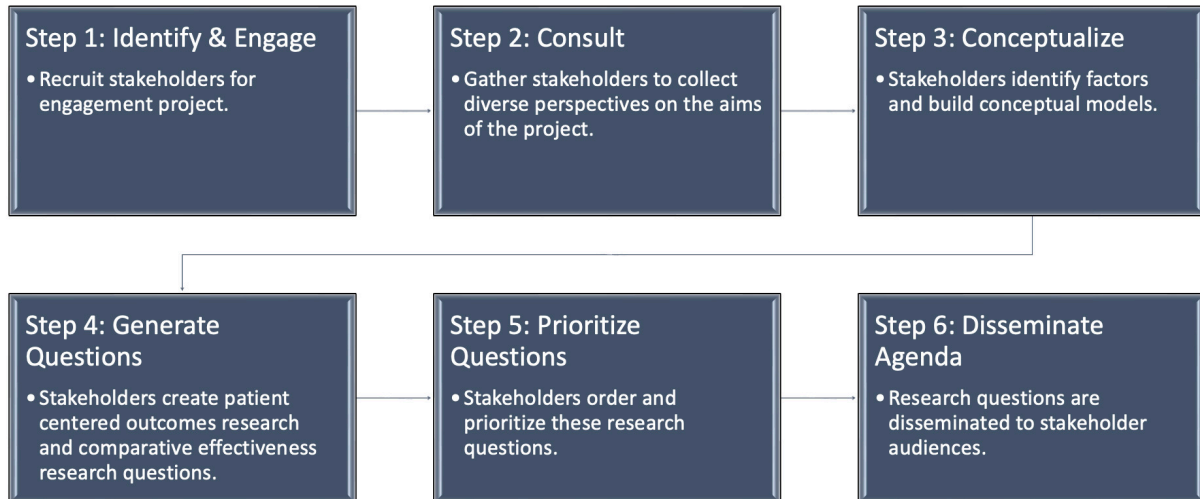 Step 1: Identify & Engage
• Recruit stakeholders for
engagement project.
Step 2: Consult
• Gather stakeholders to collect
diverse perspectives on the aims
of the project.
Step 3: Conceptualize
• Stakeholders identify factors
and build conceptual models.
Step 4: Generate
Questions
• Stakeholders create patient
centered outcomes research
and comparative effectiveness
research questions.
Step 5: Prioritize
Questions
• Stakeholders order and
prioritize these research
questions.
Step 6: Disseminate
Agenda
• Research questions are
disseminated to stakeholder
audiences.